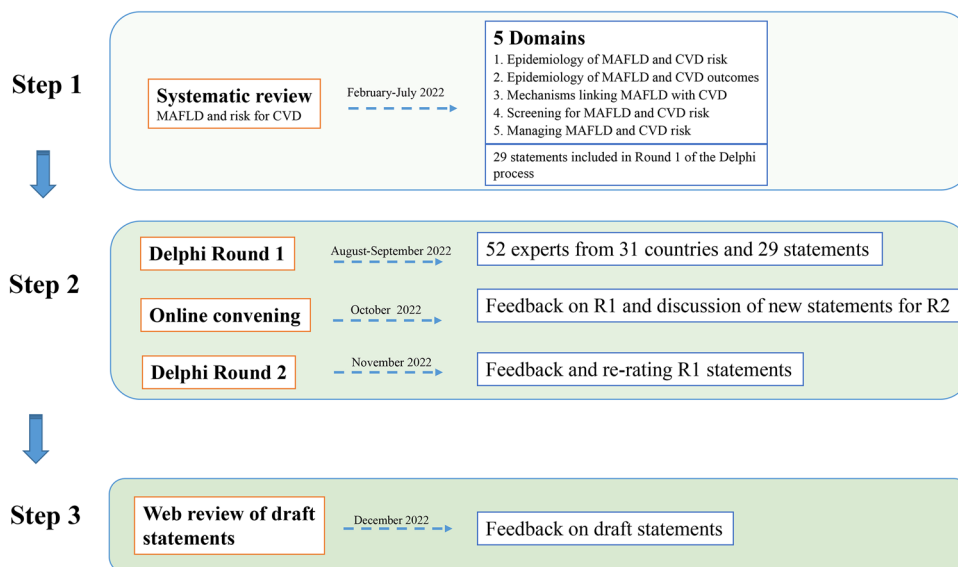 Step 1
Systematic review
MAFLD and risk for CVD
February-July 2022
5 Domains
1. Epidemiology of MAFLD and CVD risk
2. Epidemiology of MAFLD and CVD outcomes
3. Mechanisms linking MAFLD with CVD
4. Screening for MAFLD and CVD risk
5. Managing MAFLD and CVD risk
29 statements included in Round 1 of the Delphi
process
Step 2
Delphi Round 1
August-September 2022
52 experts from 31 countries and 29 statements
Online convening
October 2022
Feedback on R1 and discussion of new statements for R2
Delphi Round 2
November 2022
Feedback and re-rating R1 statements
Step 3
Web review of draft
statements
December 2022
Feedback on draft statements